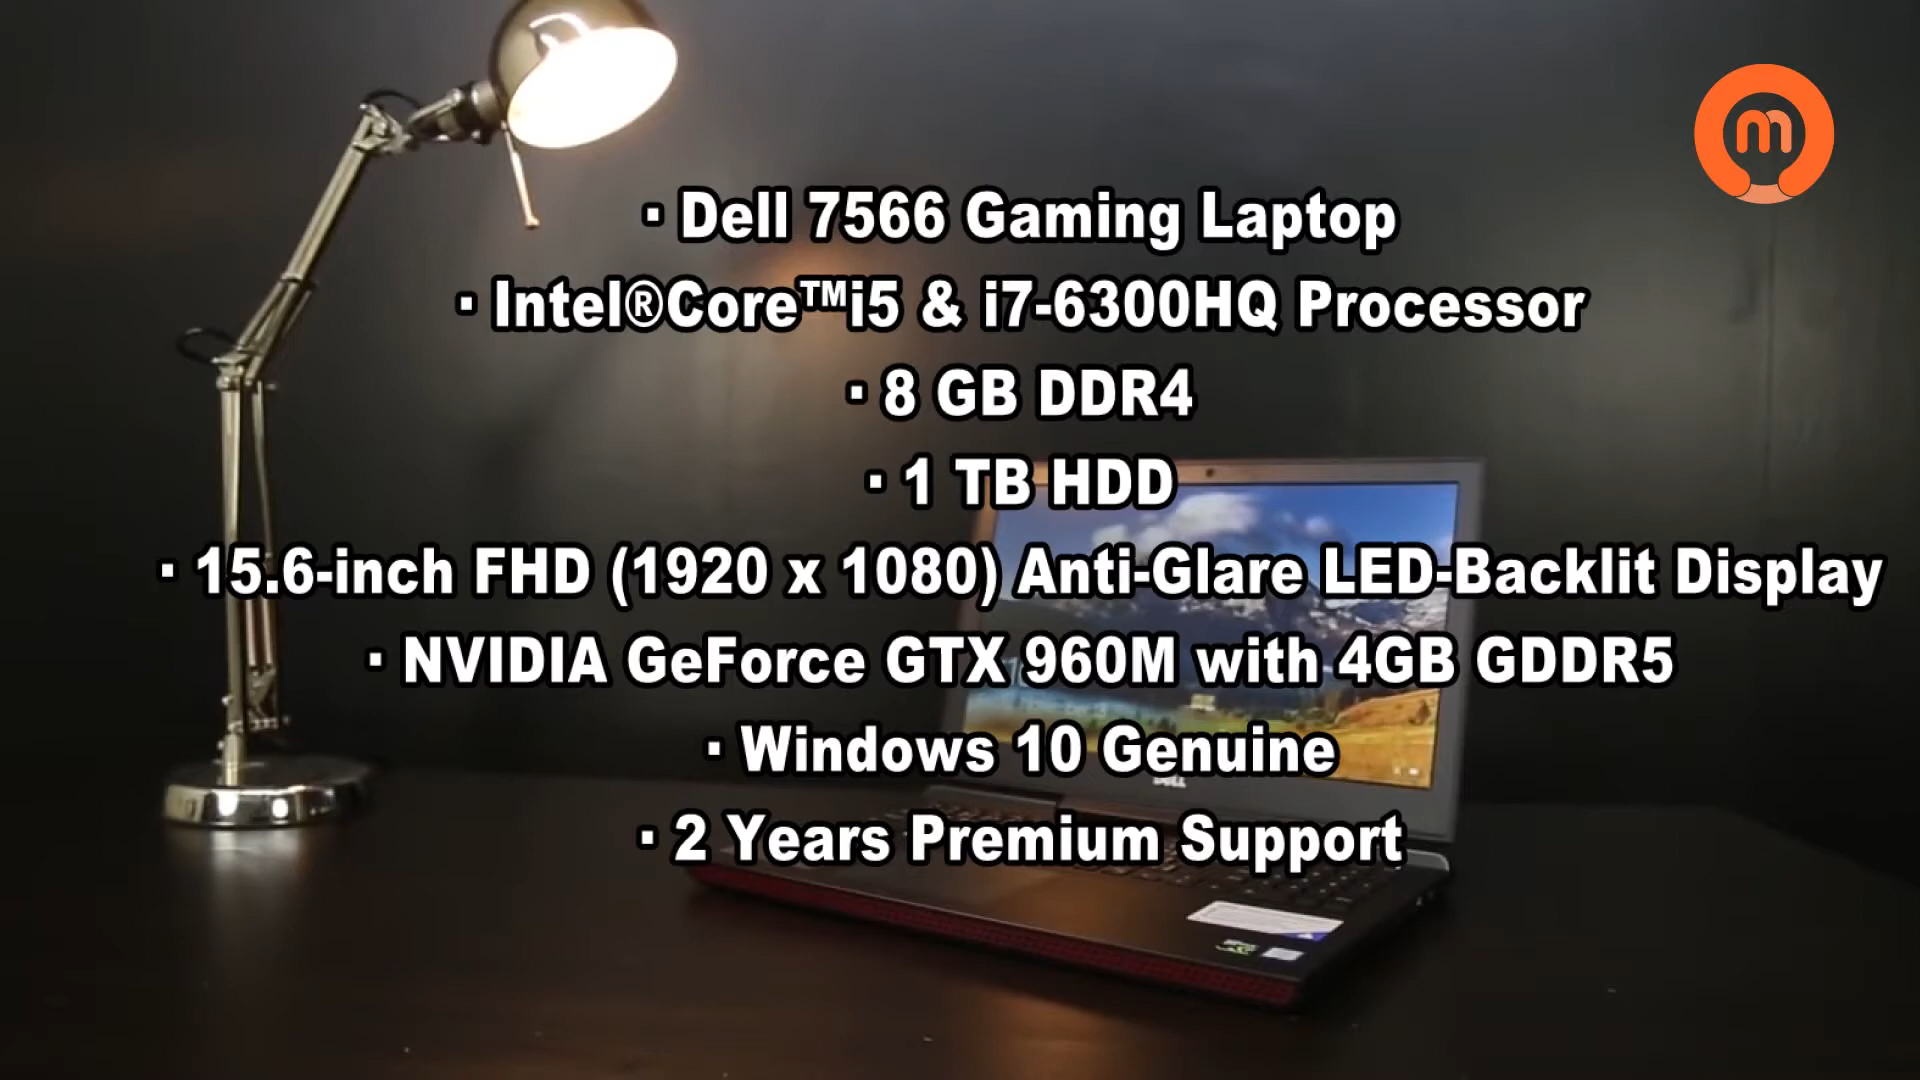 m
· Dell 7566 Gaming Laptop
· Intel®Core™i5 & i7-6300HQ Processor
· 8 GB DDR4
· 1 TB HDD
· 15.6-inch FHD (1920 x 1080) Anti-Glare LED-Backlit Display
· NVIDIA GeForce GTX 960M with 4GB GDDR5
· Windows 10 Genuine
DELL
· 2 Years Premium Support